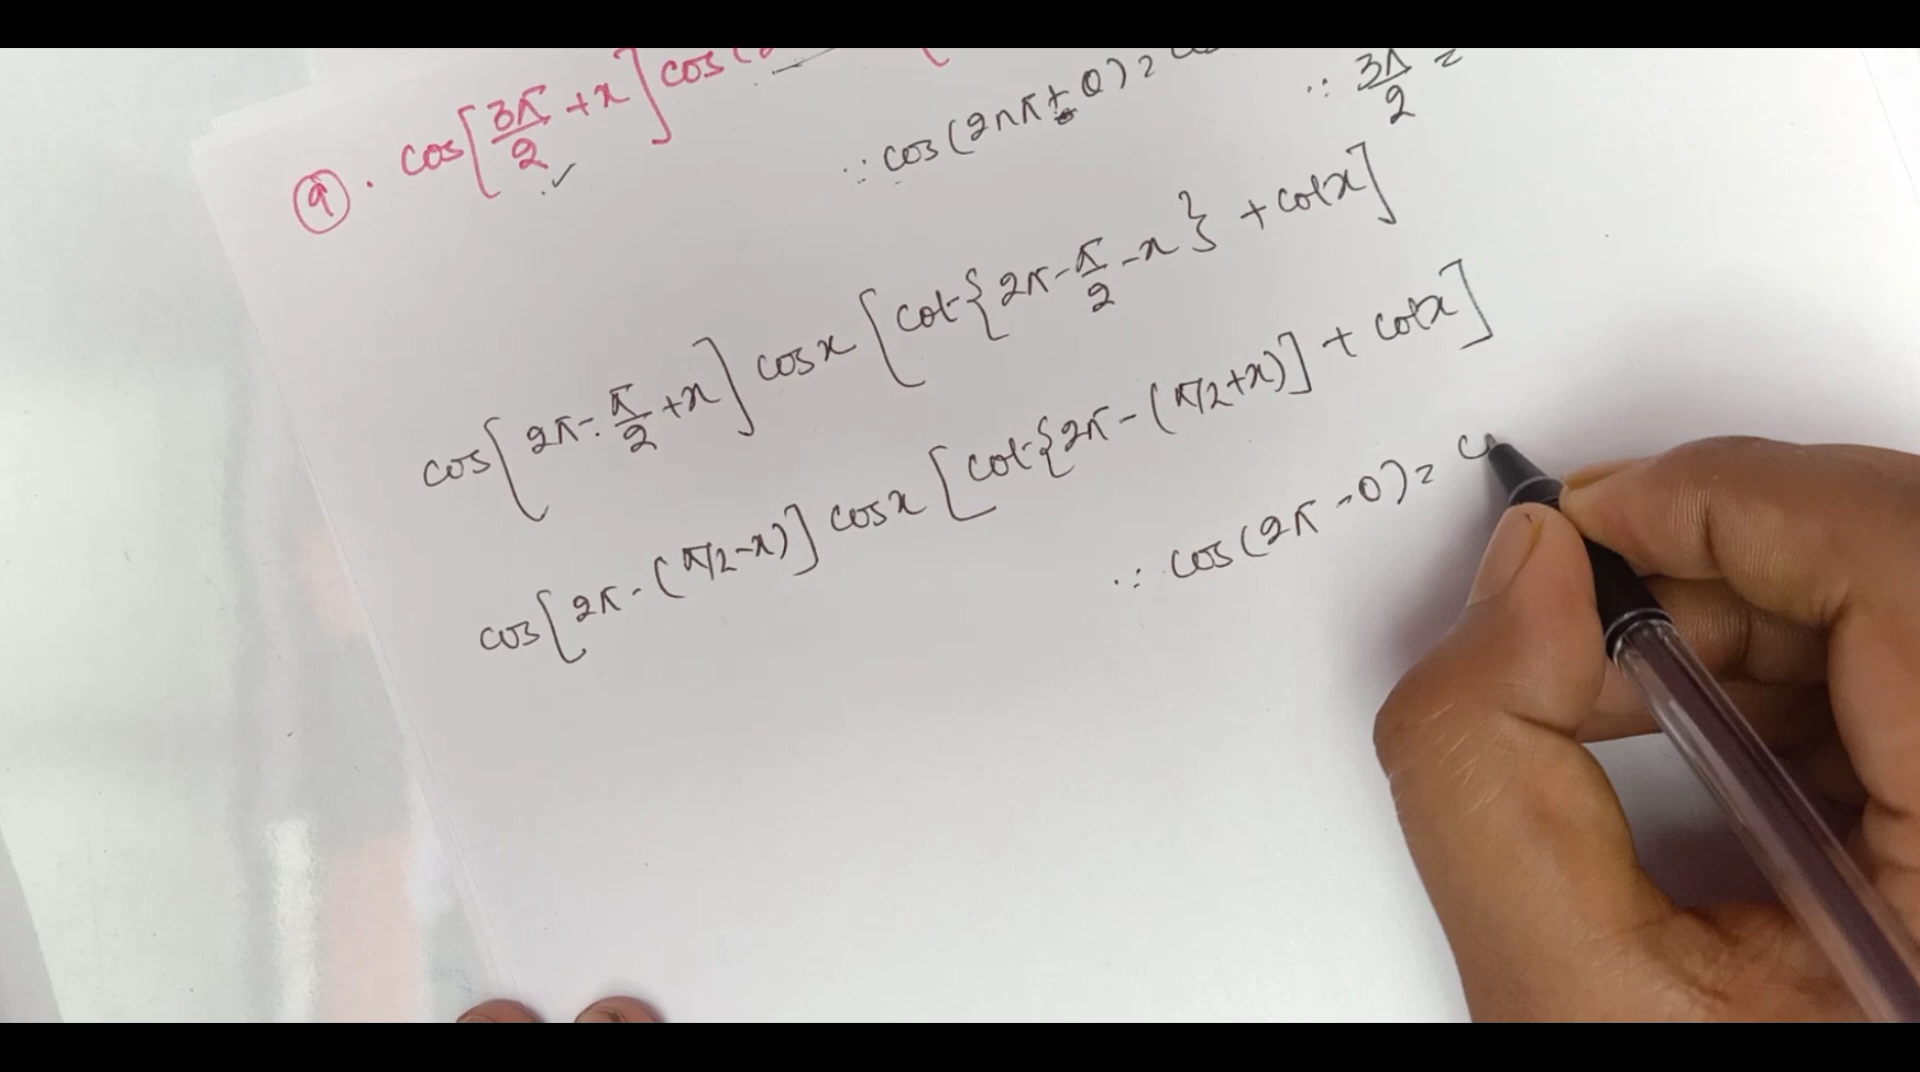 9. cos[3π/2 + x] cos(
∵ cos(2nπ ± θ) =
∵ 3π/2 =
cos[2π - π/2 + x] cos x [cot{2π - π/2 - x} + cot x]
cos[2π - (π/2 - x)] cos x [cot{2π - (π/2 + x)] + cot x]
∵ cos(2π - θ) = c